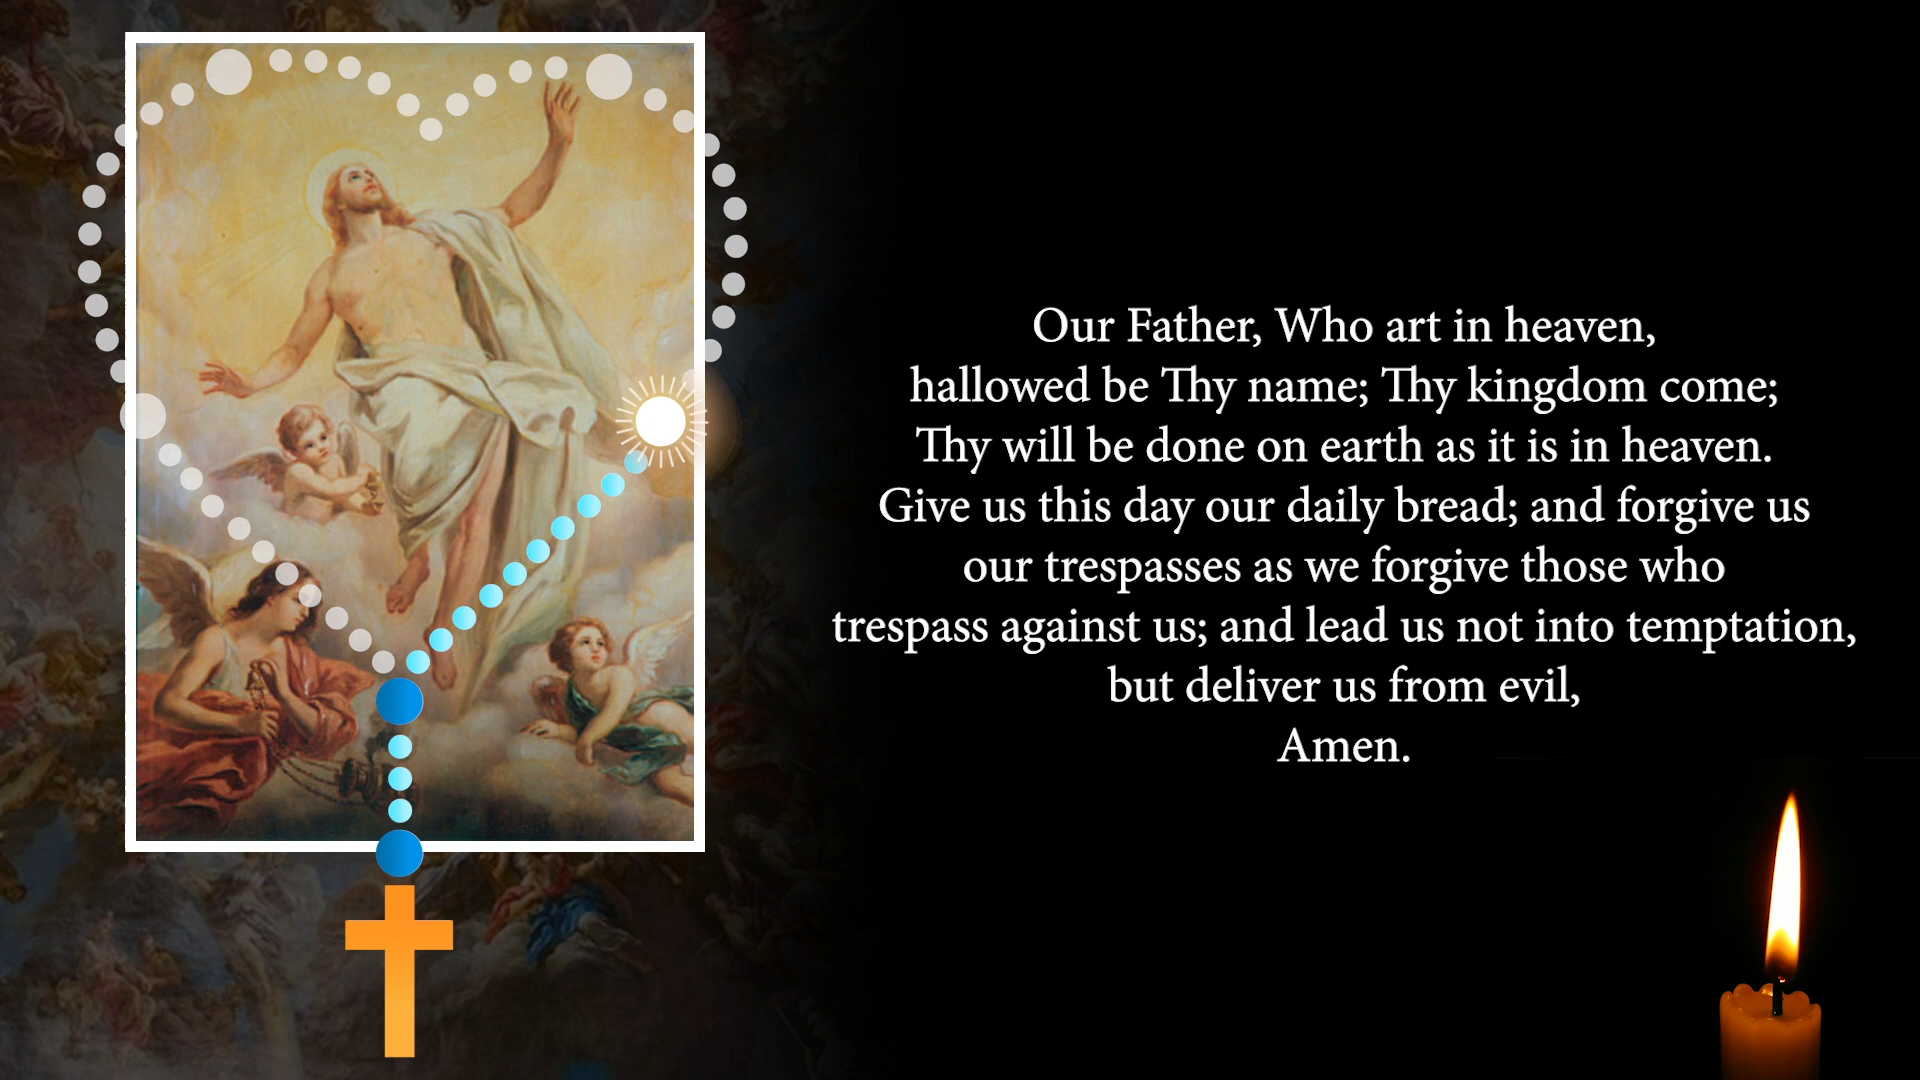 Our Father, Who art in heaven,
hallowed be Thy name; Thy kingdom come;
Thy will be done on earth as it is in heaven.
Give us this day our daily bread; and forgive us
our trespasses as we forgive those who
trespass against us; and lead us not into temptation,
but deliver us from evil,
Amen.